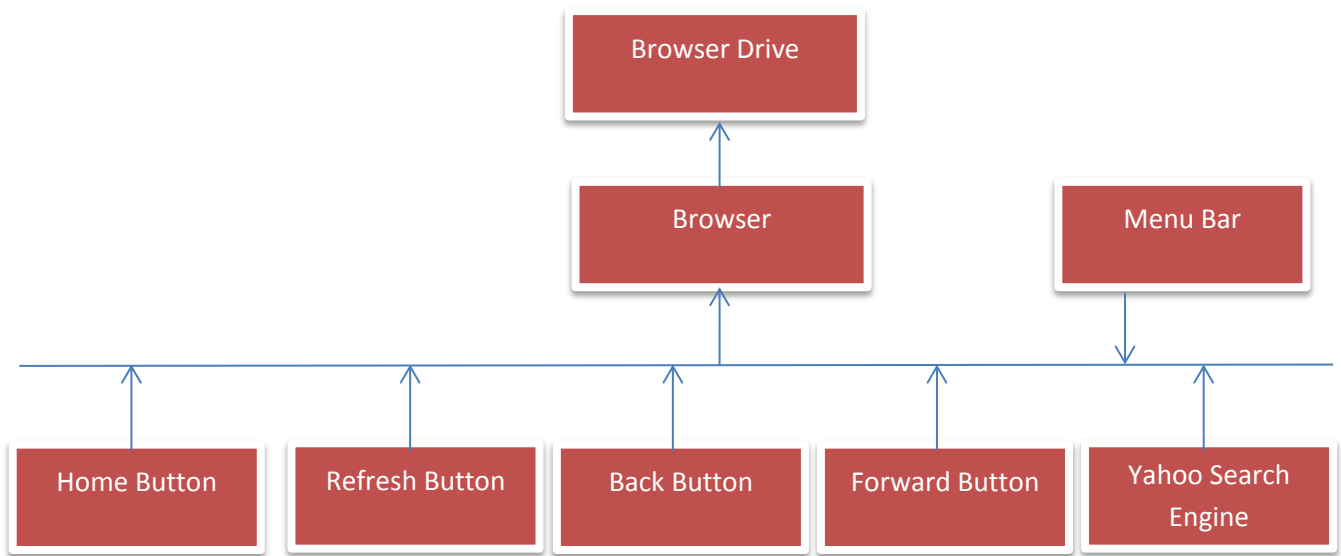 Browser Drive
Browser
Menu Bar
Home Button
Refresh Button
Back Button
Forward Button
Yahoo Search
Engine